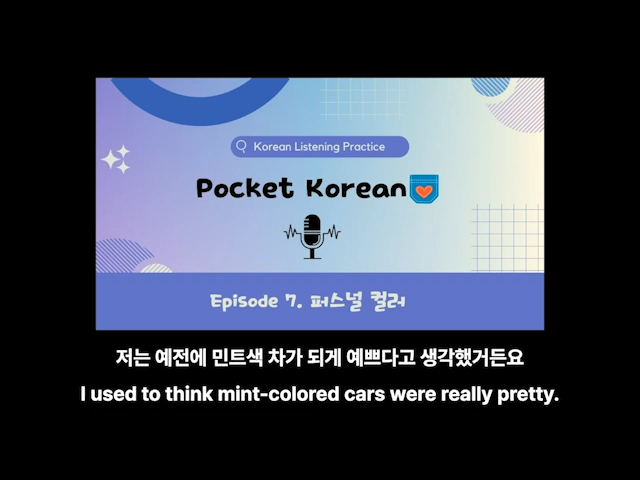 Korean Listening Practice
Pocket Korean
Episode 7. 퍼스널 컬러
저는 예전에 민트색 차가 되게 예쁘다고 생각했거든요
I used to think mint-colored cars were really pretty.